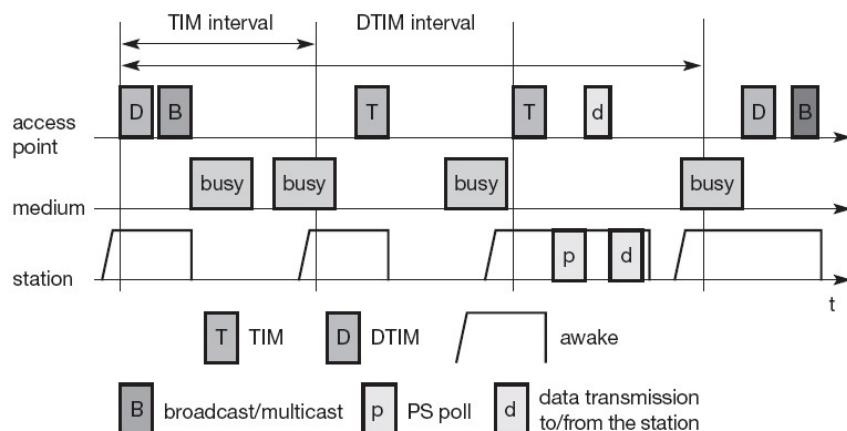 TIM interval
DTIM interval
D B T T d D B
access
point
busy busy busy busy
medium
p d
station
t
T TIM D DTIM awake
B broadcast/multicast p PS poll d data transmission
to/from the station